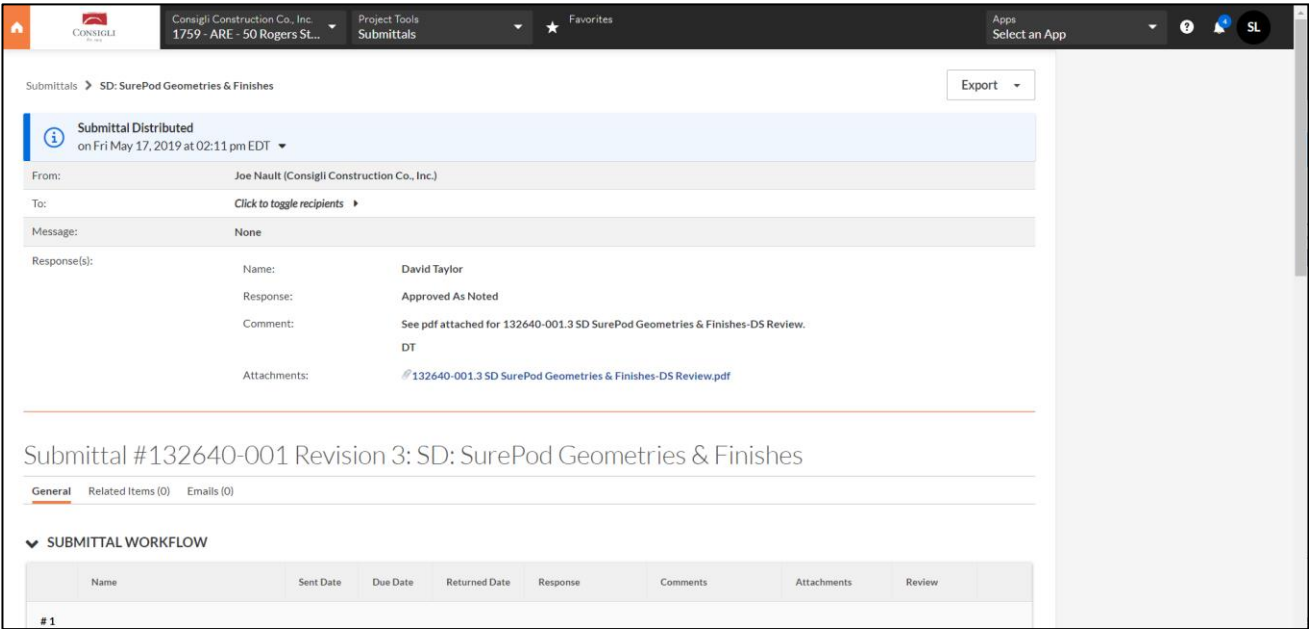 CONSIGLI
Est. 1905
Consigli Construction Co., Inc.
1759 - ARE - 50 Rogers St...
Project Tools
Submittals
Favorites
Apps
Select an App
?
4
SL
Submittals > SD: SurePod Geometries & Finishes
Export
Submittal Distributed
on Fri May 17, 2019 at 02:11 pm EDT
From: Joe Nault (Consigli Construction Co., Inc.)
To: Click to toggle recipients
Message: None
Response(s):
Name: David Taylor
Response: Approved As Noted
Comment: See pdf attached for 132640-001.3 SD SurePod Geometries & Finishes-DS Review.
DT
Attachments: 132640-001.3 SD SurePod Geometries & Finishes-DS Review.pdf
Submittal #132640-001 Revision 3: SD: SurePod Geometries & Finishes
General Related Items (0) Emails (0)
SUBMITTAL WORKFLOW
Name Sent Date Due Date Returned Date Response Comments Attachments Review
# 1